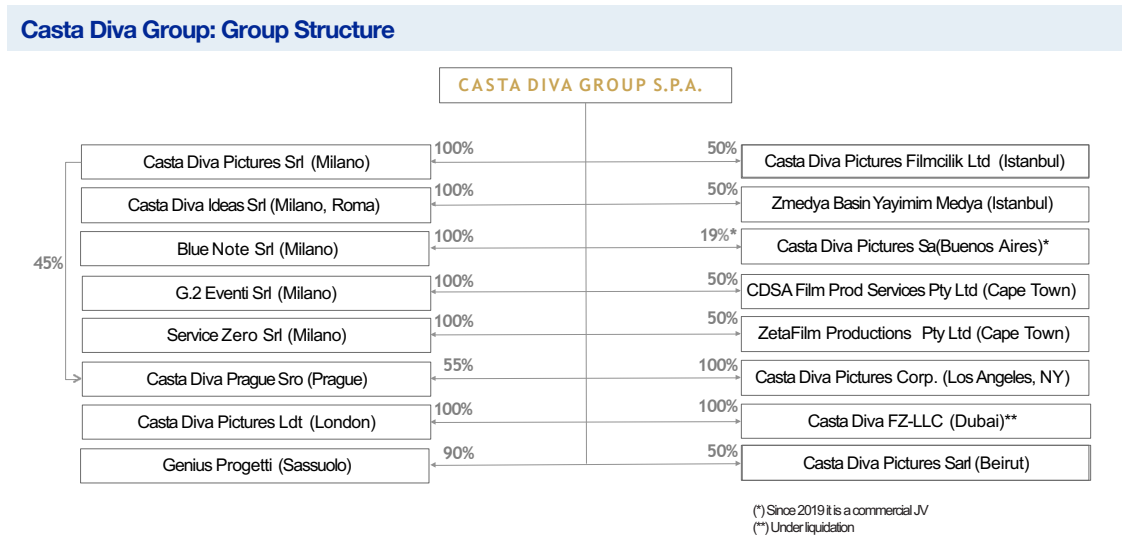 Casta Diva Group: Group Structure
CASTA DIVA GROUP S.P.A.
100%
50%
Casta Diva Pictures Srl (Milano)
Casta Diva Pictures Filmcilik Ltd (Istanbul)
100%
50%
Casta Diva Ideas Srl (Milano, Roma)
Zmedya Basin Yayimim Medya (Istanbul)
100%
19%*
Blue Note Srl (Milano)
Casta Diva Pictures Sa(Buenos Aires)*
45%
100%
50%
G.2 Eventi Srl (Milano)
CDSA Film Prod Services Pty Ltd (Cape Town)
100%
50%
Service Zero Srl (Milano)
ZetaFilm Productions Pty Ltd (Cape Town)
55%
100%
Casta Diva Prague Sro (Prague)
Casta Diva Pictures Corp. (Los Angeles, NY)
100%
100%
Casta Diva Pictures Ldt (London)
Casta Diva FZ-LLC (Dubai)**
90%
50%
Genius Progetti (Sassuolo)
Casta Diva Pictures Sarl (Beirut)
(*) Since 2019 it is a commercial JV
(**) Under liquidation